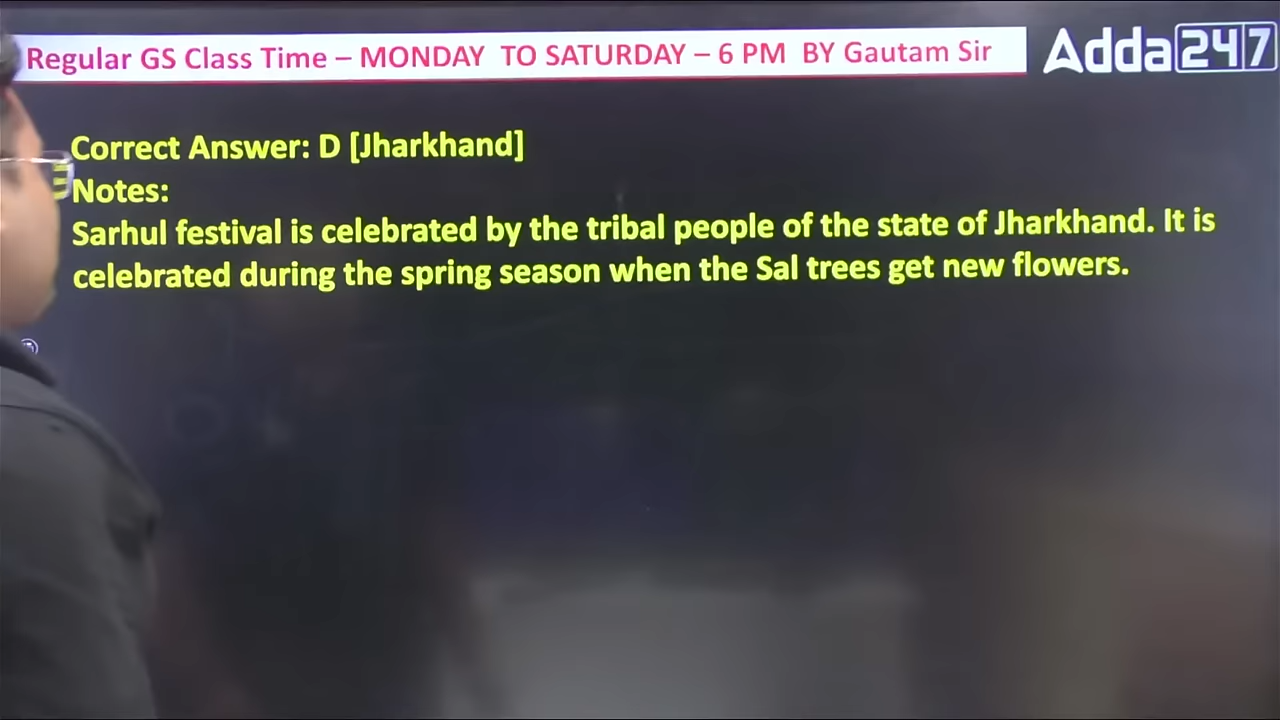 Regular GS Class Time – MONDAY TO SATURDAY – 6 PM BY Gautam Sir
Adda247
Correct Answer: D [Jharkhand]
Notes:
Sarhul festival is celebrated by the tribal people of the state of Jharkhand. It is
celebrated during the spring season when the Sal trees get new flowers.